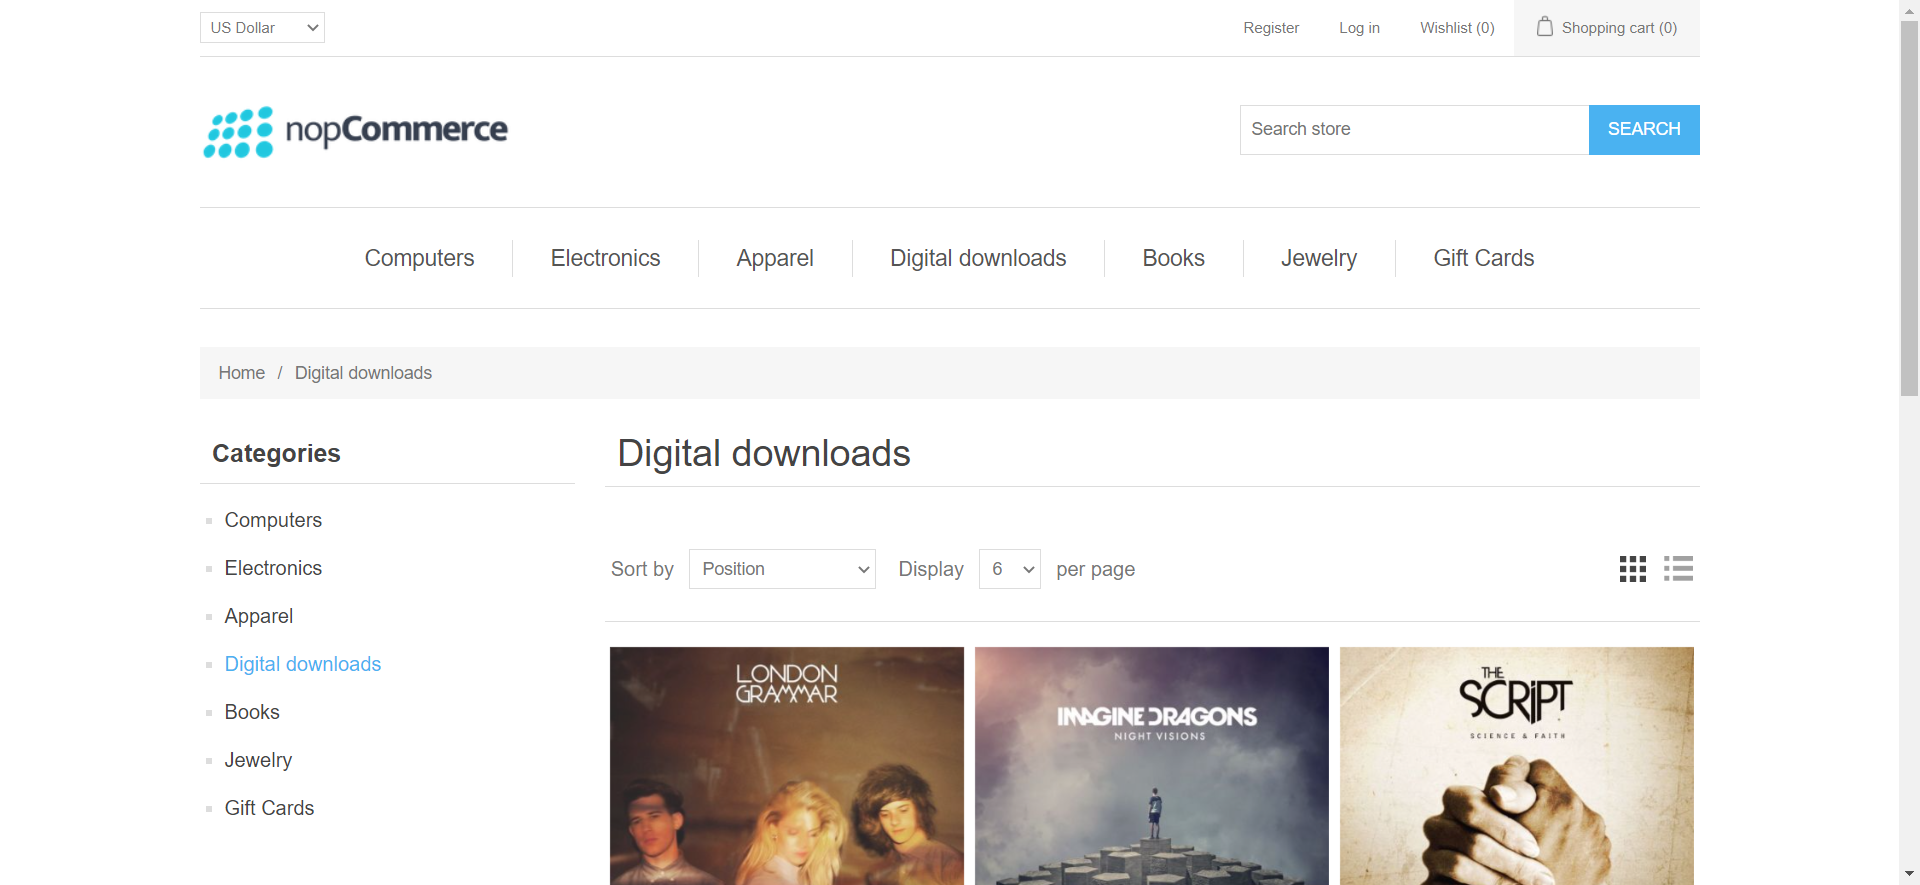 US Dollar
Register
Log in
Wishlist (0)
Shopping cart (0)
nopCommerce
Search store
SEARCH
Computers
Electronics
Apparel
Digital downloads
Books
Jewelry
Gift Cards
Home / Digital downloads
Categories
Computers
Electronics
Apparel
Digital downloads
Books
Jewelry
Gift Cards
Digital downloads
Sort by Position Display 6 per page
LONDON
GRAMMAR
IMAGINE DRAGONS
NIGHT VISIONS
THE
SCRIPT
SCIENCE & FAITH